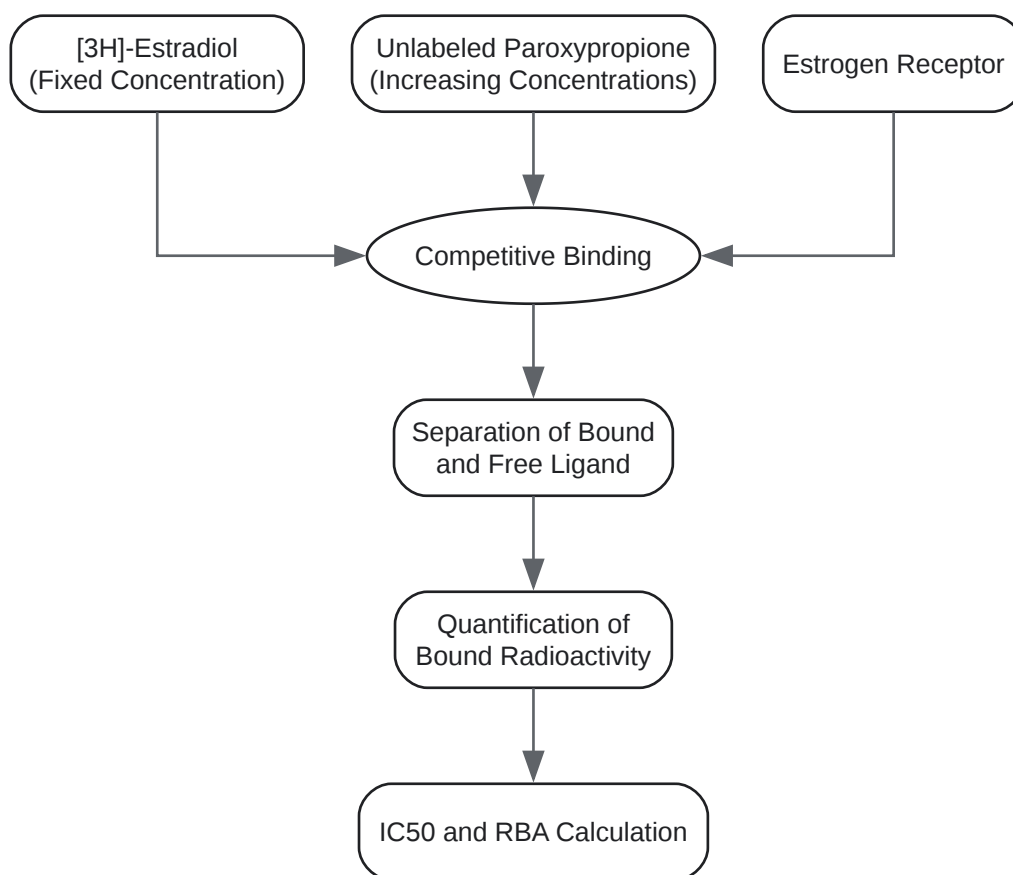 [3H]-Estradiol
(Fixed Concentration)
Unlabeled Paroxypropione
(Increasing Concentrations)
Estrogen Receptor
Competitive Binding
Separation of Bound
and Free Ligand
Quantification of
Bound Radioactivity
IC50 and RBA Calculation